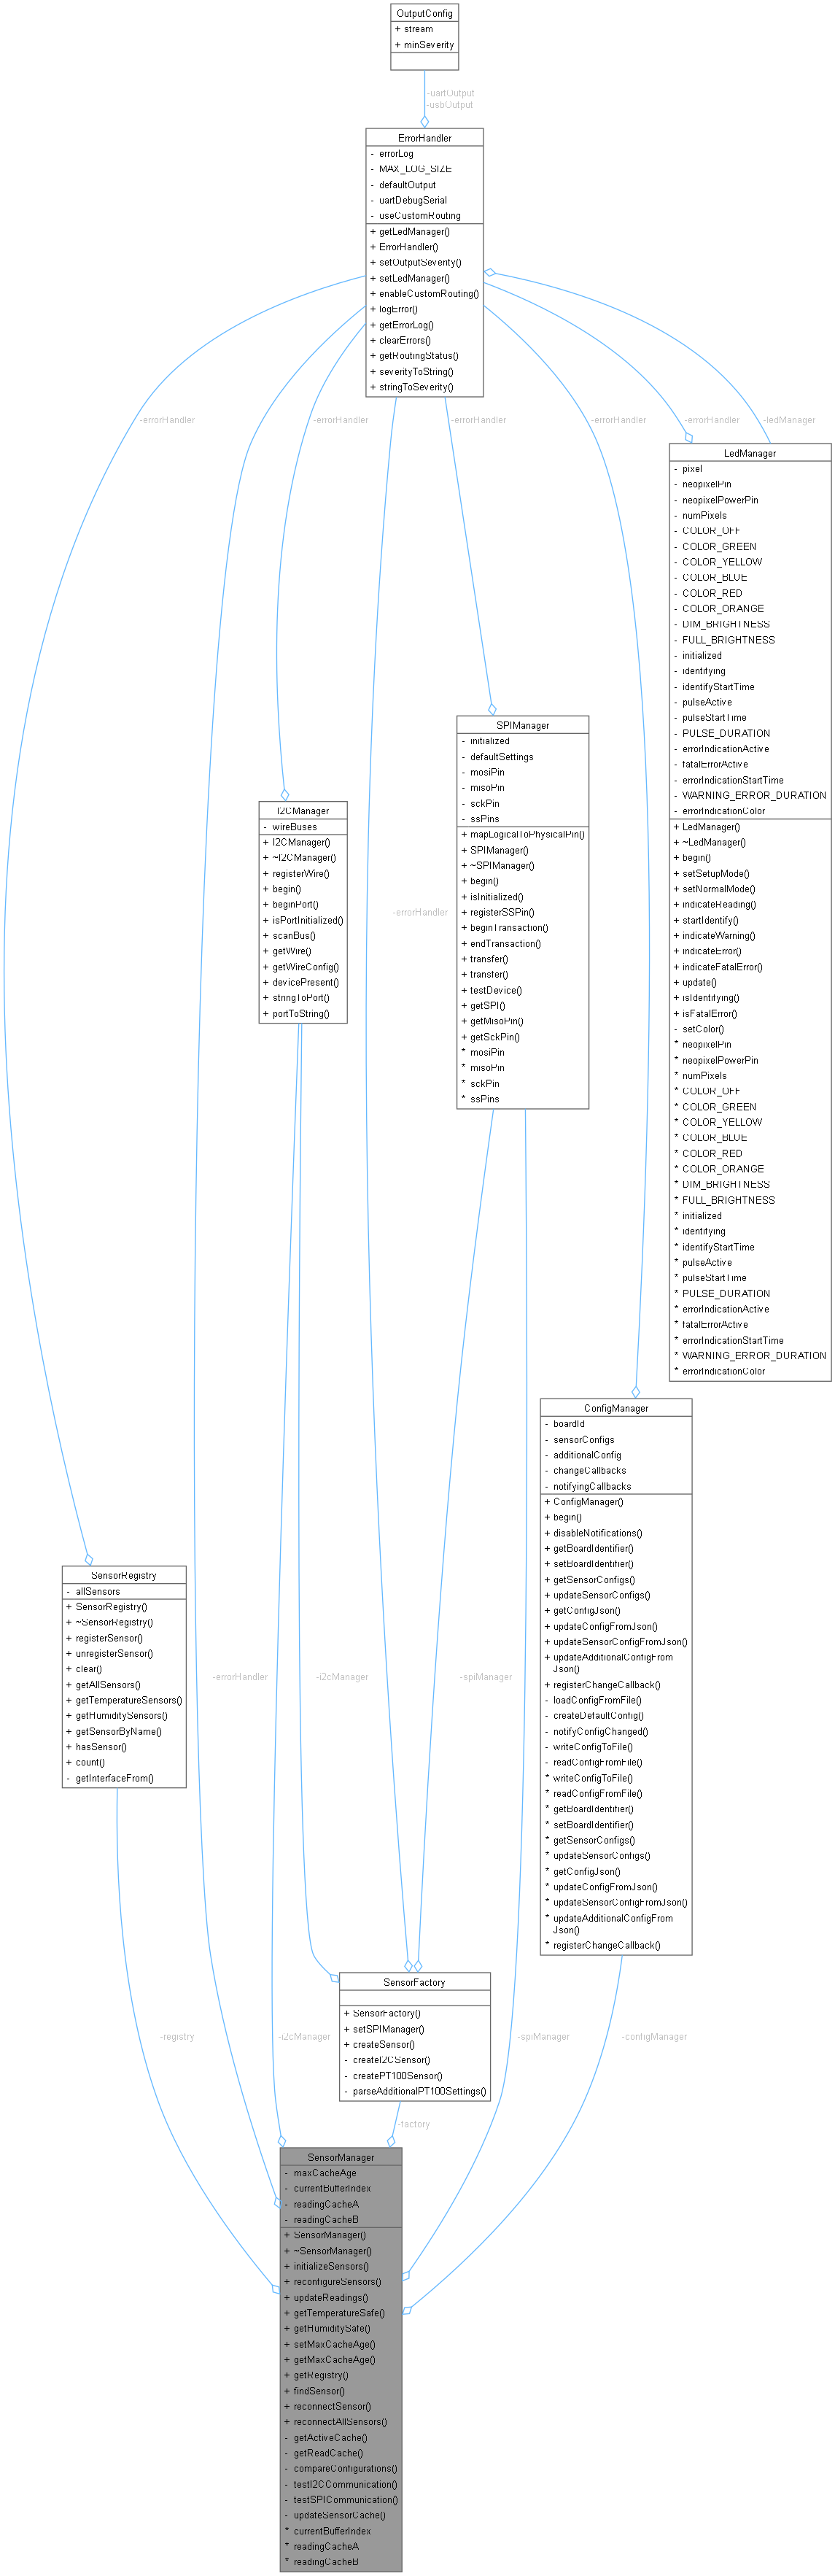 OutputConfig
+ stream
+ minSeverity
-uartOutput
-usbOutput
ErrorHandler
- errorLog
- MAX_LOG_SIZE
- defaultOutput
- uartDebugSerial
- useCustomRouting
+ getLedManager()
+ ErrorHandler()
+ setOutputSeverity()
+ setLedManager()
+ enableCustomRouting()
+ logError()
+ getErrorLog()
+ clearErrors()
+ getRoutingStatus()
+ severityToString()
+ stringToSeverity()
-errorHandler
-errorHandler
-errorHandler
-errorHandler
-errorHandler
-ledManager
LedManager
- pixel
- neopixelPin
- neopixelPowerPin
- numPixels
- COLOR_OFF
- COLOR_GREEN
- COLOR_YELLOW
- COLOR_BLUE
- COLOR_RED
- COLOR_ORANGE
- DIM_BRIGHTNESS
- FULL_BRIGHTNESS
- initialized
- identifying
- identifyStartTime
- pulseActive
- pulseStartTime
- PULSE_DURATION
- errorIndicationActive
- fatalErrorActive
- errorIndicationStartTime
- WARNING_ERROR_DURATION
- errorIndicationColor
+ LedManager()
+ ~LedManager()
+ begin()
+ setSetupMode()
+ setNormalMode()
+ indicateReading()
+ startIdentify()
+ indicateWarning()
+ indicateError()
+ indicateFatalError()
+ update()
+ isIdentifying()
+ isFatalError()
- setColor()
* neopixelPin
* neopixelPowerPin
* numPixels
* COLOR_OFF
* COLOR_GREEN
* COLOR_YELLOW
* COLOR_BLUE
* COLOR_RED
* COLOR_ORANGE
* DIM_BRIGHTNESS
* FULL_BRIGHTNESS
* initialized
* identifying
* identifyStartTime
* pulseActive
* pulseStartTime
* PULSE_DURATION
* errorIndicationActive
* fatalErrorActive
* errorIndicationStartTime
* WARNING_ERROR_DURATION
* errorIndicationColor
SPIManager
- initialized
- defaultSettings
- mosiPin
- misoPin
- sckPin
- ssPins
+ mapLogicalToPhysicalPin()
+ SPIManager()
+ ~SPIManager()
+ begin()
+ isInitialized()
+ registerSSPin()
+ beginTransaction()
+ endTransaction()
+ transfer()
+ transfer()
+ testDevice()
+ getSPI()
+ getMisoPin()
+ getSckPin()
* mosiPin
* misoPin
* sckPin
* ssPins
I2CManager
- wireBuses
+ I2CManager()
+ ~I2CManager()
+ registerWire()
+ begin()
+ beginPort()
+ isPortInitialized()
+ scanBus()
+ getWire()
+ getWireConfig()
+ devicePresent()
+ stringToPort()
+ portToString()
-errorHandler
ConfigManager
- boardId
- sensorConfigs
- additionalConfig
- changeCallbacks
- notifyingCallbacks
+ ConfigManager()
+ begin()
+ disableNotifications()
+ getBoardIdentifier()
+ setBoardIdentifier()
+ getSensorConfigs()
+ updateSensorConfigs()
+ getConfigJson()
+ updateConfigFromJson()
+ updateSensorConfigFromJson()
+ updateAdditionalConfigFrom
Json()
+ registerChangeCallback()
- loadConfigFromFile()
- createDefaultConfig()
- notifyConfigChanged()
- writeConfigToFile()
- readConfigFromFile()
* writeConfigToFile()
* readConfigFromFile()
* getBoardIdentifier()
* setBoardIdentifier()
* getSensorConfigs()
* updateSensorConfigs()
* getConfigJson()
* updateConfigFromJson()
* updateSensorConfigFromJson()
* updateAdditionalConfigFrom
Json()
* registerChangeCallback()
SensorRegistry
- allSensors
+ SensorRegistry()
+ ~SensorRegistry()
+ registerSensor()
+ unregisterSensor()
+ clear()
+ getAllSensors()
+ getTemperatureSensors()
+ getHumiditySensors()
+ getSensorByName()
+ hasSensor()
+ count()
- getInterfaceFrom()
-errorHandler
-i2cManager
-spiManager
SensorFactory
+ SensorFactory()
+ setSPIManager()
+ createSensor()
- createI2CSensor()
- createPT100Sensor()
- parseAdditionalPT100Settings()
-registry
-i2cManager
-spiManager
-configManager
-factory
SensorManager
- maxCacheAge
- currentBufferIndex
- readingCacheA
- readingCacheB
+ SensorManager()
+ ~SensorManager()
+ initializeSensors()
+ reconfigureSensors()
+ updateReadings()
+ getTemperatureSafe()
+ getHumiditySafe()
+ setMaxCacheAge()
+ getMaxCacheAge()
+ getRegistry()
+ findSensor()
+ reconnectSensor()
+ reconnectAllSensors()
- getActiveCache()
- getReadCache()
- compareConfigurations()
- testI2CCommunication()
- testSPICommunication()
- updateSensorCache()
* currentBufferIndex
* readingCacheA
* readingCacheB